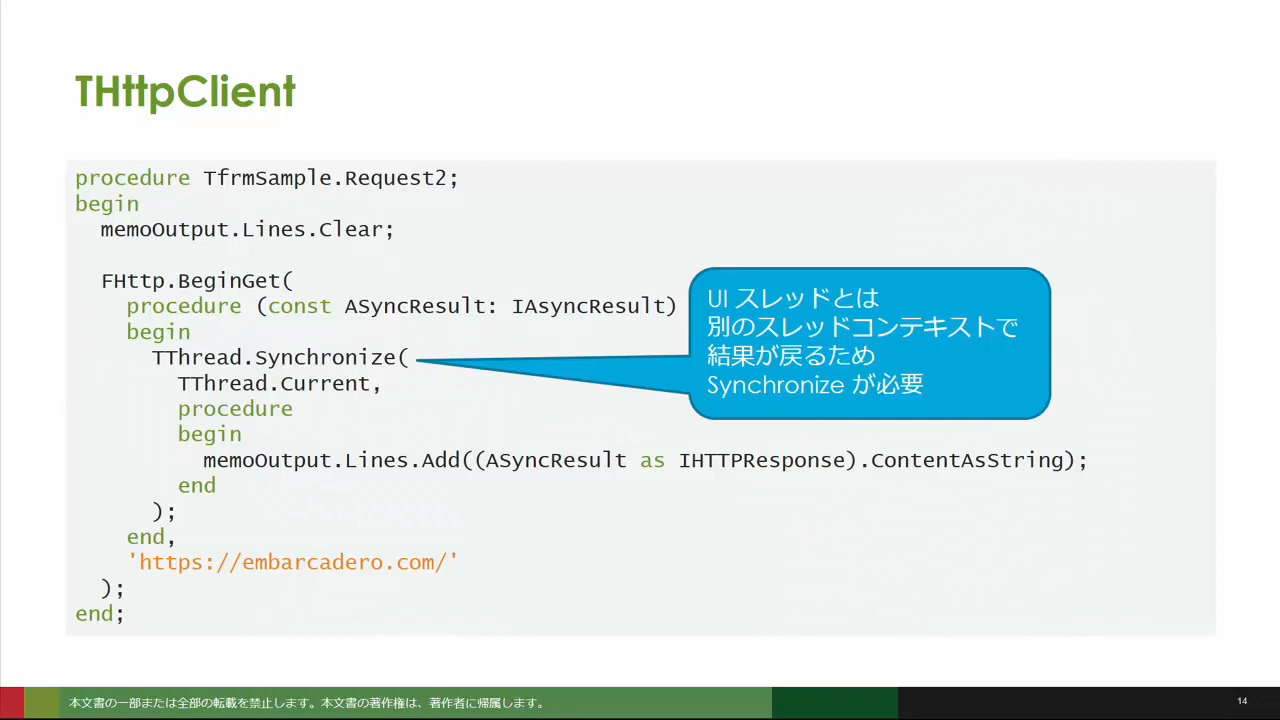 THttpClient
procedure TfrmSample.Request2;
begin
memoOutput.Lines.Clear;
FHttp.BeginGet(
procedure (const ASyncResult: IAsyncResult)
begin
TThread.Synchronize(
TThread.Current,
procedure
begin
memoOutput.Lines.Add((ASyncResult as IHTTPResponse).ContentAsString);
end
);
end,
'https://embarcadero.com/'
);
end;
UI スレッドとは
別のスレッドコンテキストで
結果が戻るため
Synchronize が必要
本文書の一部または全部の転載を禁止します。本文書の著作権は、著作者に帰属します。
14